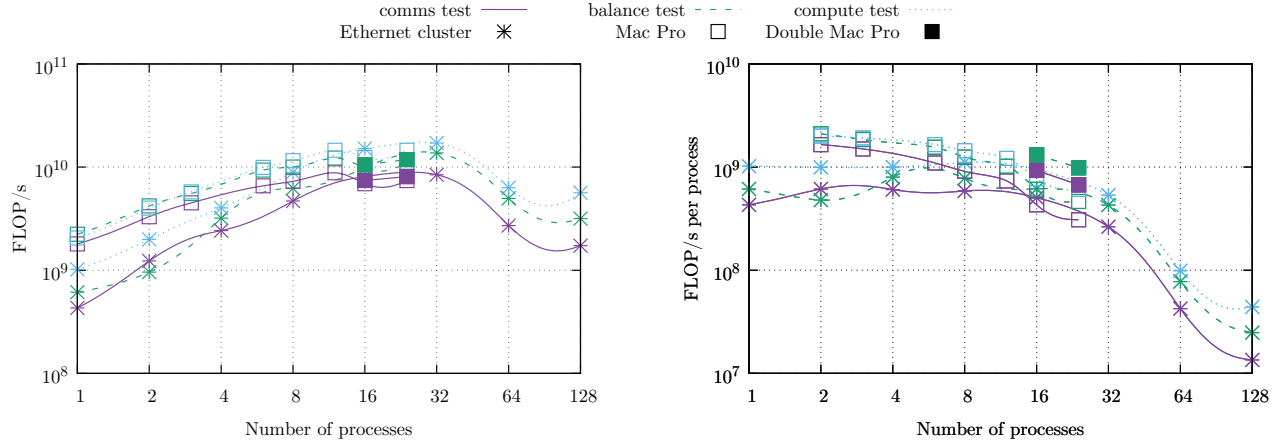 comms test balance test compute test
Ethernet cluster Mac Pro Double Mac Pro
FLOP/s
10^11
10^10
10^9
10^8
1 2 4 8 16 32 64 128
Number of processes
FLOP/s per process
10^10
10^9
10^8
10^7
1 2 4 8 16 32 64 128
Number of processes